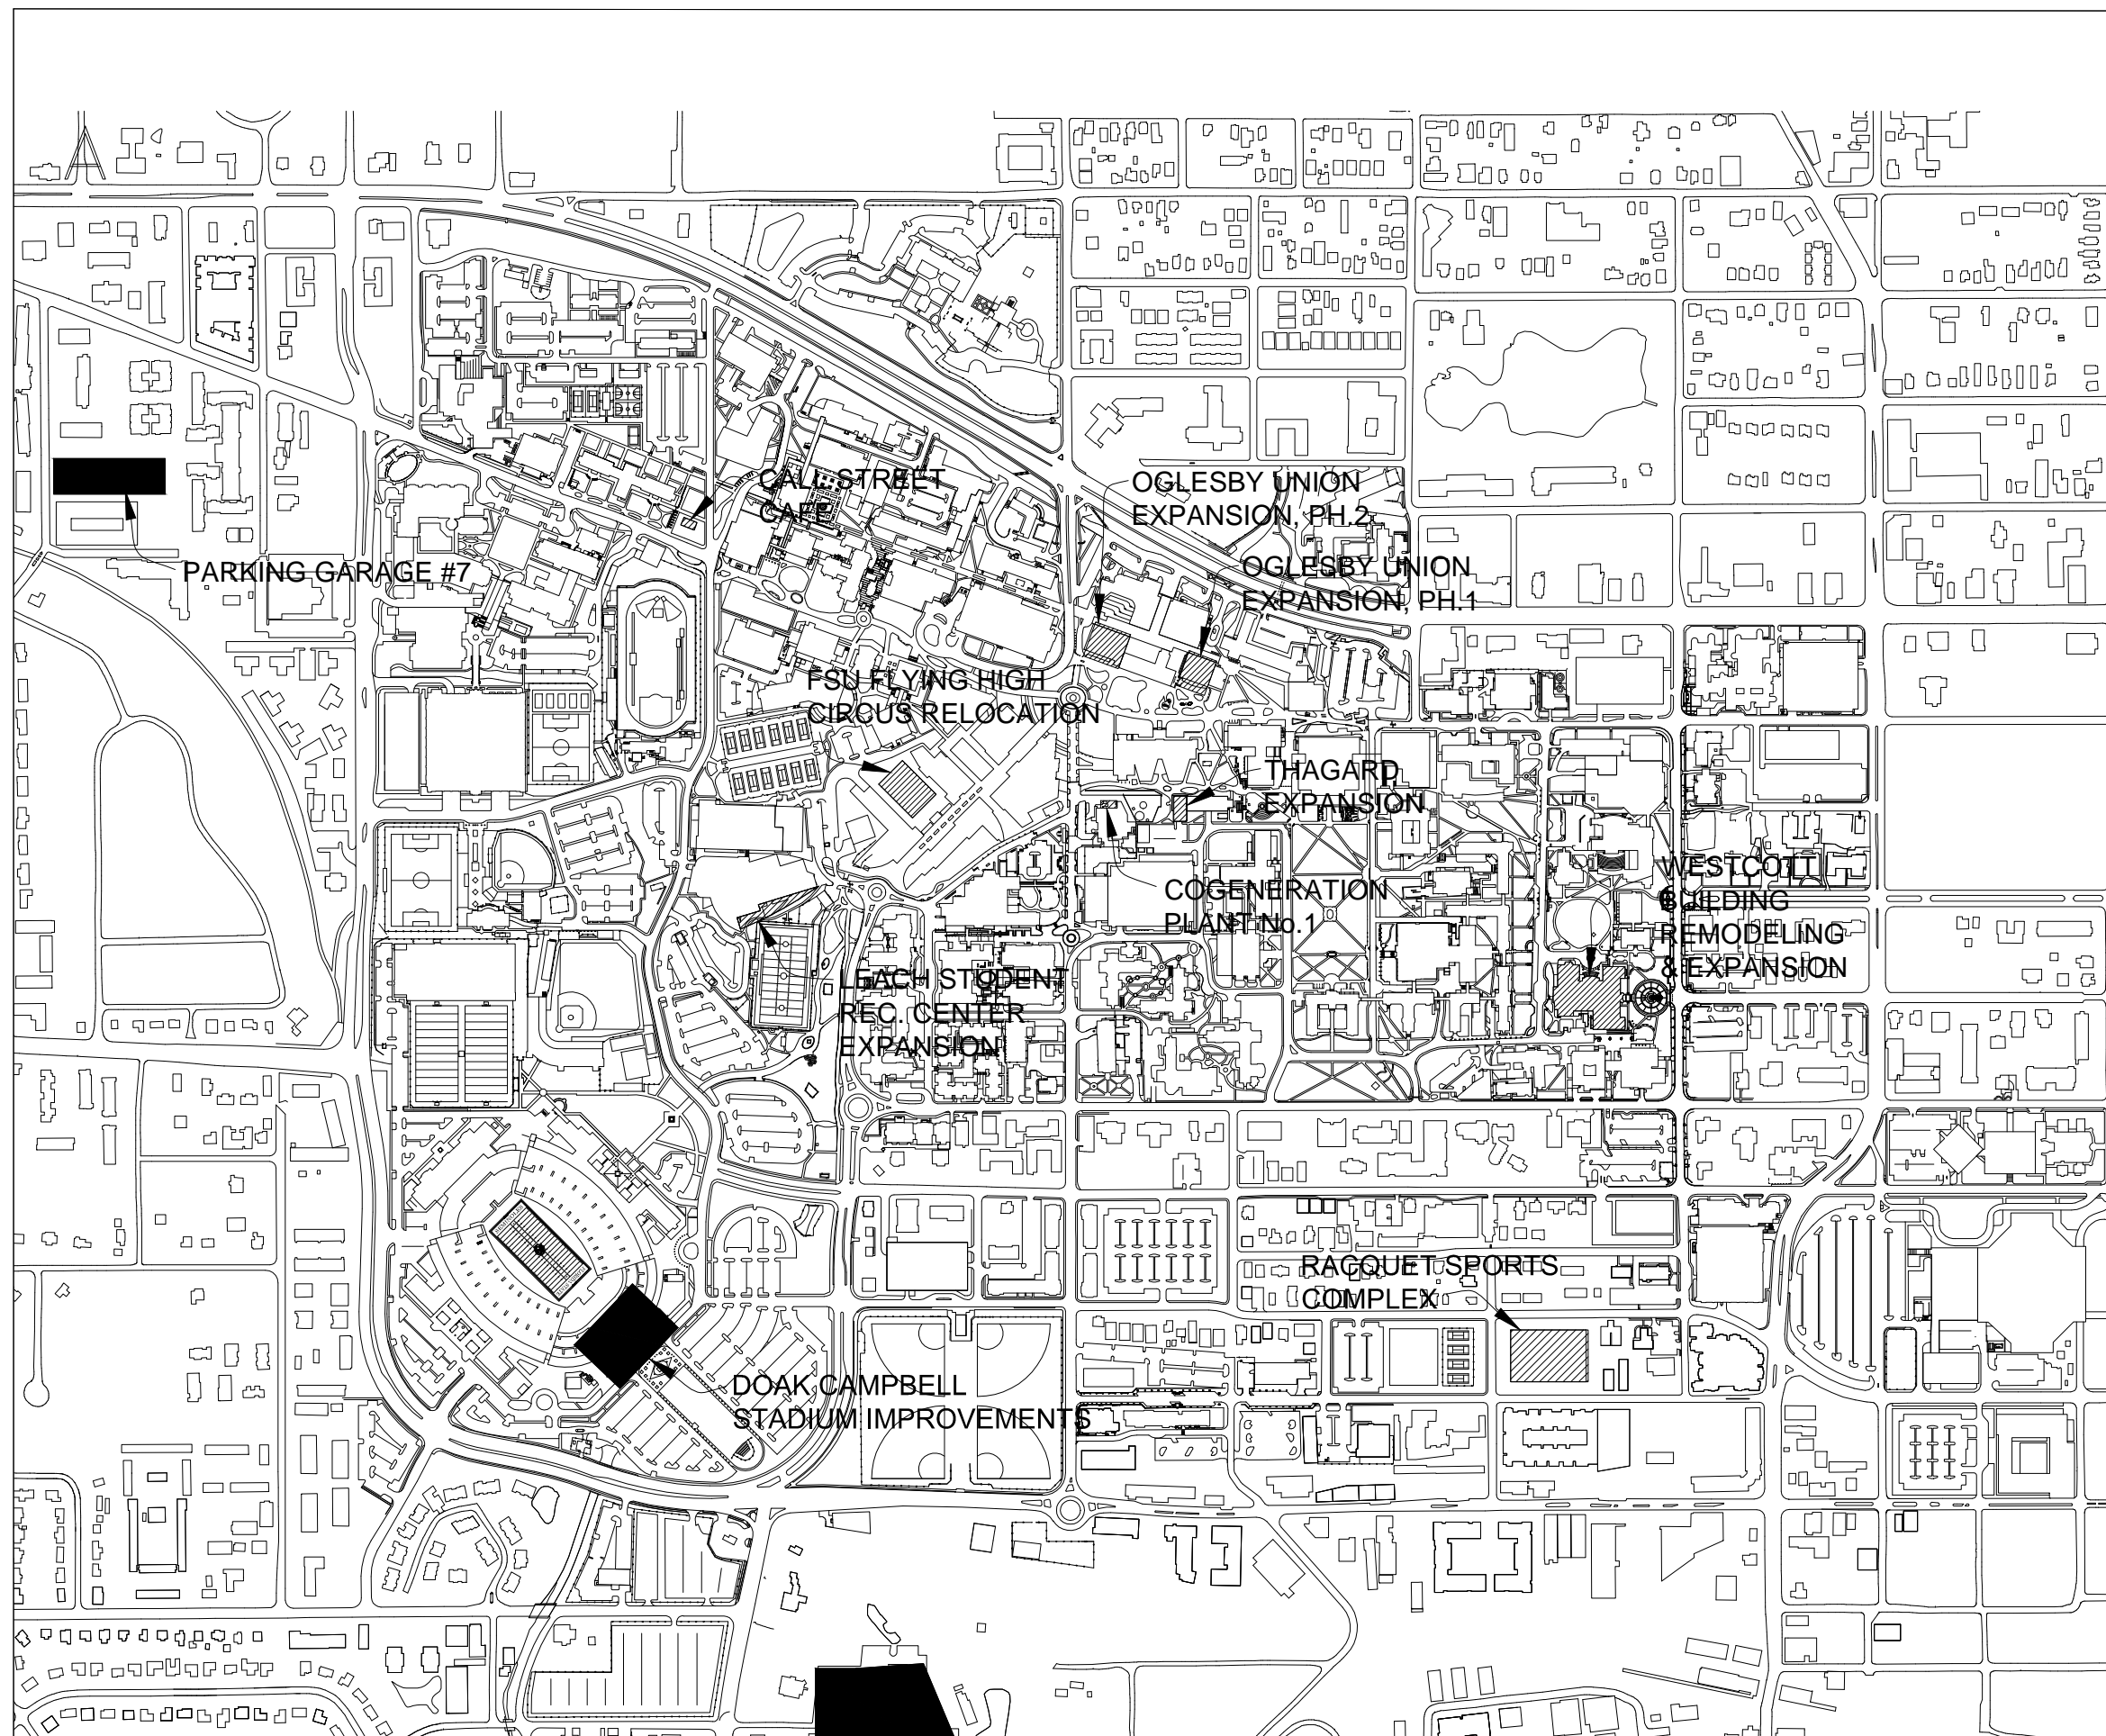 CALL STREET
CAFE
OGLESBY UNION
EXPANSION, PH.2
OGLESBY UNION
EXPANSION, PH.1
PARKING GARAGE #7
FSU FLYING HIGH
CIRCUS RELOCATION
THAGARD
EXPANSION
WESTCOTT
BUILDING
REMODELING
& EXPANSION
COGENERATION
PLANT No.1
LEACH STUDENT
REC. CENTER
EXPANSION
RACQUET SPORTS
COMPLEX
DOAK CAMPBELL
STADIUM IMPROVEMENTS